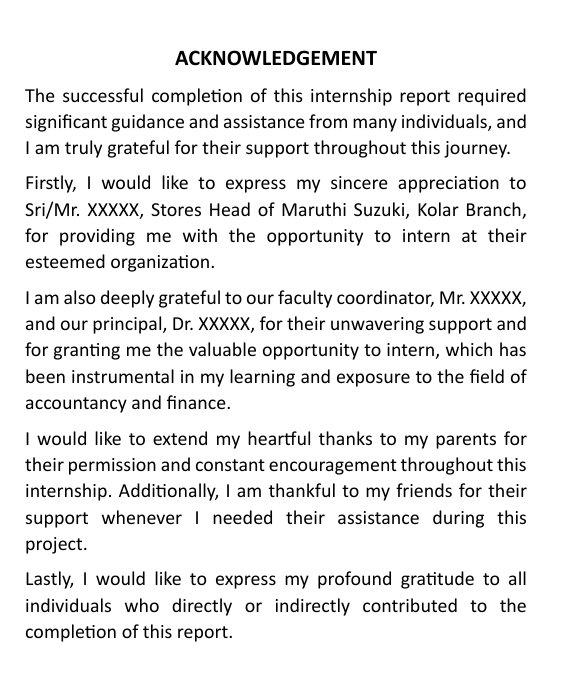 ACKNOWLEDGEMENT
The successful completion of this internship report required
significant guidance and assistance from many individuals, and
I am truly grateful for their support throughout this journey.
Firstly, I would like to express my sincere appreciation to
Sri/Mr. XXXXX, Stores Head of Maruthi Suzuki, Kolar Branch,
for providing me with the opportunity to intern at their
esteemed organization.
I am also deeply grateful to our faculty coordinator, Mr. XXXXX,
and our principal, Dr. XXXXX, for their unwavering support and
for granting me the valuable opportunity to intern, which has
been instrumental in my learning and exposure to the field of
accountancy and finance.
I would like to extend my heartful thanks to my parents for
their permission and constant encouragement throughout this
internship. Additionally, I am thankful to my friends for their
support whenever I needed their assistance during this
project.
Lastly, I would like to express my profound gratitude to all
individuals who directly or indirectly contributed to the
completion of this report.